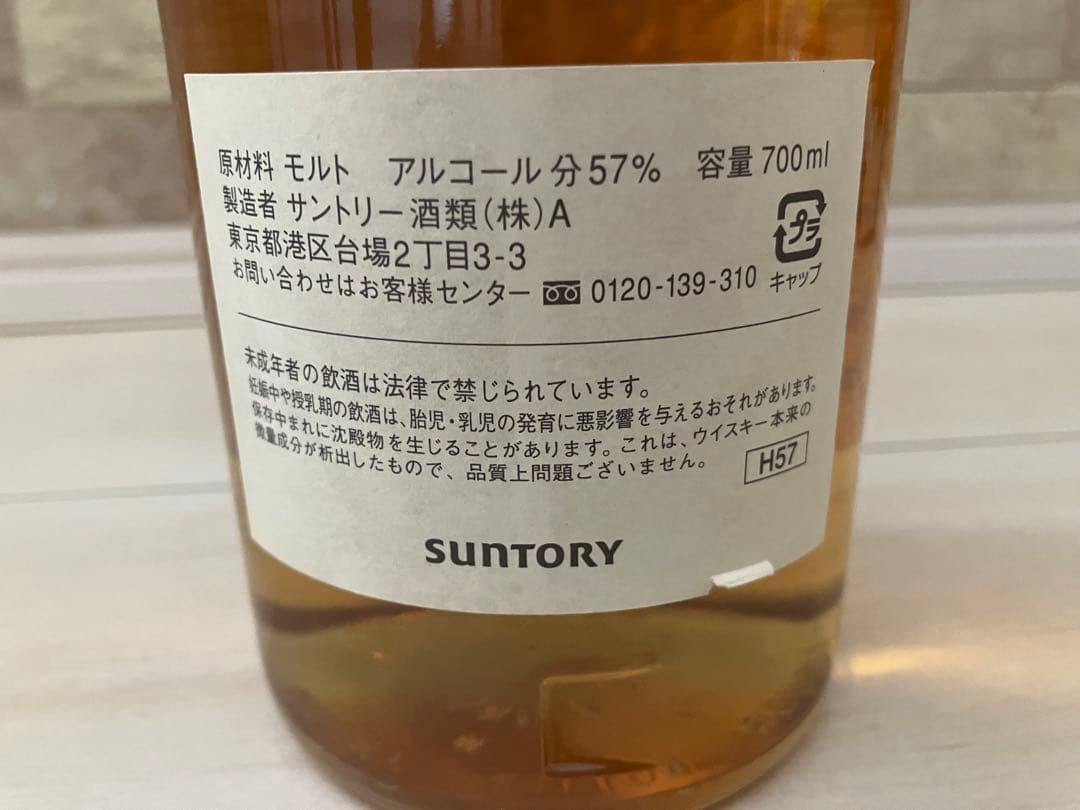 原材料 モルト　アルコール分57%　容量700ml
製造者 サントリー酒類(株)A
東京都港区台場2丁目3-3
お問い合わせはお客様センター 0120-139-310
プラ
キャップ
未成年者の飲酒は法律で禁じられています。
妊娠中や授乳期の飲酒は、胎児・乳児の発育に悪影響を与えるおそれがあります。
保存中まれに沈殿物を生じることがあります。これは、ウイスキー本来の
微量成分が析出したもので、品質上問題ございません。
H57
SUNTORY